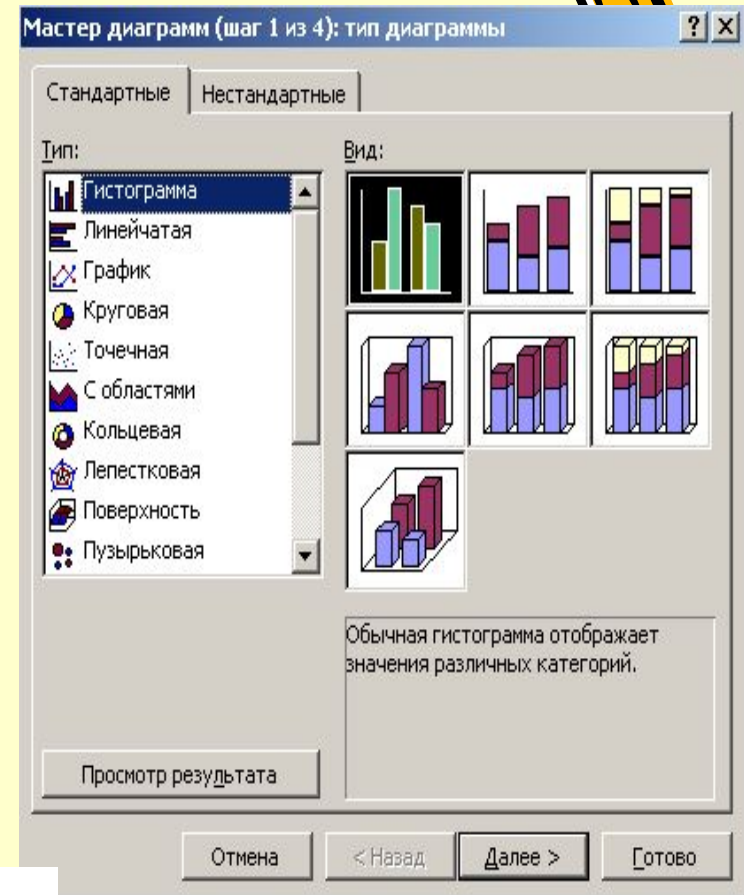 Мастер диаграмм (шаг 1 из 4): тип диаграммы
Стандартные
Нестандартные
Тип:
Вид:
Гистограмма
Линейчатая
График
Круговая
Точечная
С областями
Кольцевая
Лепестковая
Поверхность
Пузырьковая
Обычная гистограмма отображает
значения различных категорий.
Просмотр результата
Отмена
< Назад
Далее >
Готово